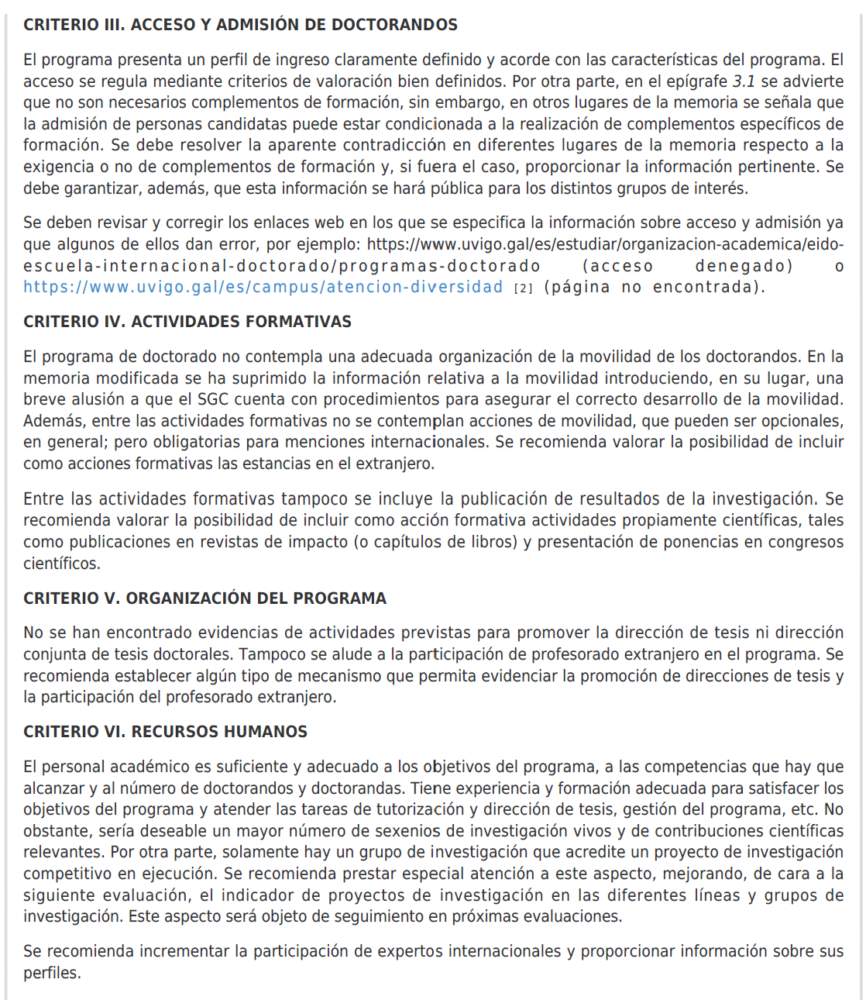 CRITERIO III. ACCESO Y ADMISIÓN DE DOCTORANDOS
El programa presenta un perfil de ingreso claramente definido y acorde con las características del programa. El
acceso se regula mediante criterios de valoración bien definidos. Por otra parte, en el epígrafe 3.1 se advierte
que no son necesarios complementos de formación, sin embargo, en otros lugares de la memoria se señala que
la admisión de personas candidatas puede estar condicionada a la realización de complementos específicos de
formación. Se debe resolver la aparente contradicción en diferentes lugares de la memoria respecto a la
exigencia o no de complementos de formación y, si fuera el caso, proporcionar la información pertinente. Se
debe garantizar, además, que esta información se hará pública para los distintos grupos de interés.
Se deben revisar y corregir los enlaces web en los que se especifica la información sobre acceso y admisión ya
que algunos de ellos dan error, por ejemplo: https://www.uvigo.gal/es/estudiar/organizacion-academica/eido-
escuela-internacional-doctorado/programas-doctorado (acceso denegado) o
https://www.uvigo.gal/es/campus/atencion-diversidad [2] (página no encontrada).
CRITERIO IV. ACTIVIDADES FORMATIVAS
El programa de doctorado no contempla una adecuada organización de la movilidad de los doctorandos. En la
memoria modificada se ha suprimido la información relativa a la movilidad introduciendo, en su lugar, una
breve alusión a que el SGC cuenta con procedimientos para asegurar el correcto desarrollo de la movilidad.
Además, entre las actividades formativas no se contemplan acciones de movilidad, que pueden ser opcionales,
en general; pero obligatorias para menciones internacionales. Se recomienda valorar la posibilidad de incluir
como acciones formativas las estancias en el extranjero.
Entre las actividades formativas tampoco se incluye la publicación de resultados de la investigación. Se
recomienda valorar la posibilidad de incluir como acción formativa actividades propiamente científicas, tales
como publicaciones en revistas de impacto (o capítulos de libros) y presentación de ponencias en congresos
científicos.
CRITERIO V. ORGANIZACIÓN DEL PROGRAMA
No se han encontrado evidencias de actividades previstas para promover la dirección de tesis ni dirección
conjunta de tesis doctorales. Tampoco se alude a la participación de profesorado extranjero en el programa. Se
recomienda establecer algún tipo de mecanismo que permita evidenciar la promoción de direcciones de tesis y
la participación del profesorado extranjero.
CRITERIO VI. RECURSOS HUMANOS
El personal académico es suficiente y adecuado a los objetivos del programa, a las competencias que hay que
alcanzar y al número de doctorandos y doctorandas. Tiene experiencia y formación adecuada para satisfacer los
objetivos del programa y atender las tareas de tutorización y dirección de tesis, gestión del programa, etc. No
obstante, sería deseable un mayor número de sexenios de investigación vivos y de contribuciones científicas
relevantes. Por otra parte, solamente hay un grupo de investigación que acredite un proyecto de investigación
competitivo en ejecución. Se recomienda prestar especial atención a este aspecto, mejorando, de cara a la
siguiente evaluación, el indicador de proyectos de investigación en las diferentes líneas y grupos de
investigación. Este aspecto será objeto de seguimiento en próximas evaluaciones.
Se recomienda incrementar la participación de expertos internacionales y proporcionar información sobre sus
perfiles.